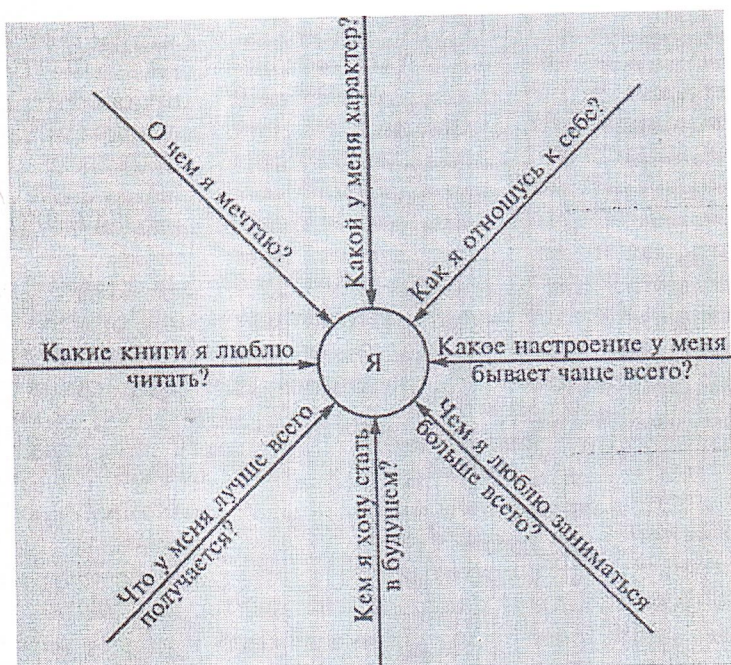 О чем я мечтаю?
Какой у меня характер?
Как я отношусь к себе?
Какие книги я люблю
читать?
Я
Какое настроение у меня
бывает чаще всего?
Что у меня лучше всего
получается?
Кем я хочу стать
в будущем?
Чем я люблю заниматься
больше всего?